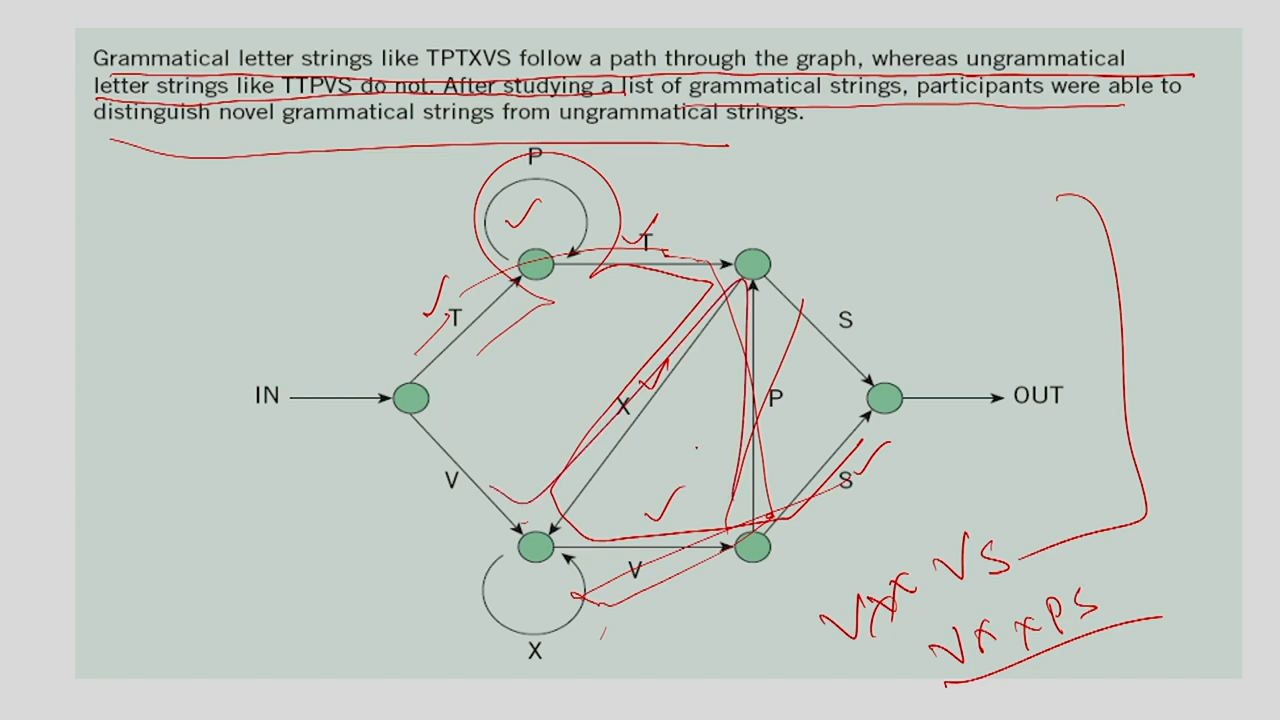 Grammatical letter strings like TPTXVS follow a path through the graph, whereas ungrammatical
letter strings like TTPVS do not. After studying a list of grammatical strings, participants were able to
distinguish novel grammatical strings from ungrammatical strings.
P
T
T
S
IN
X
P
OUT
V
S
V
X
VXX VS
VXXPS